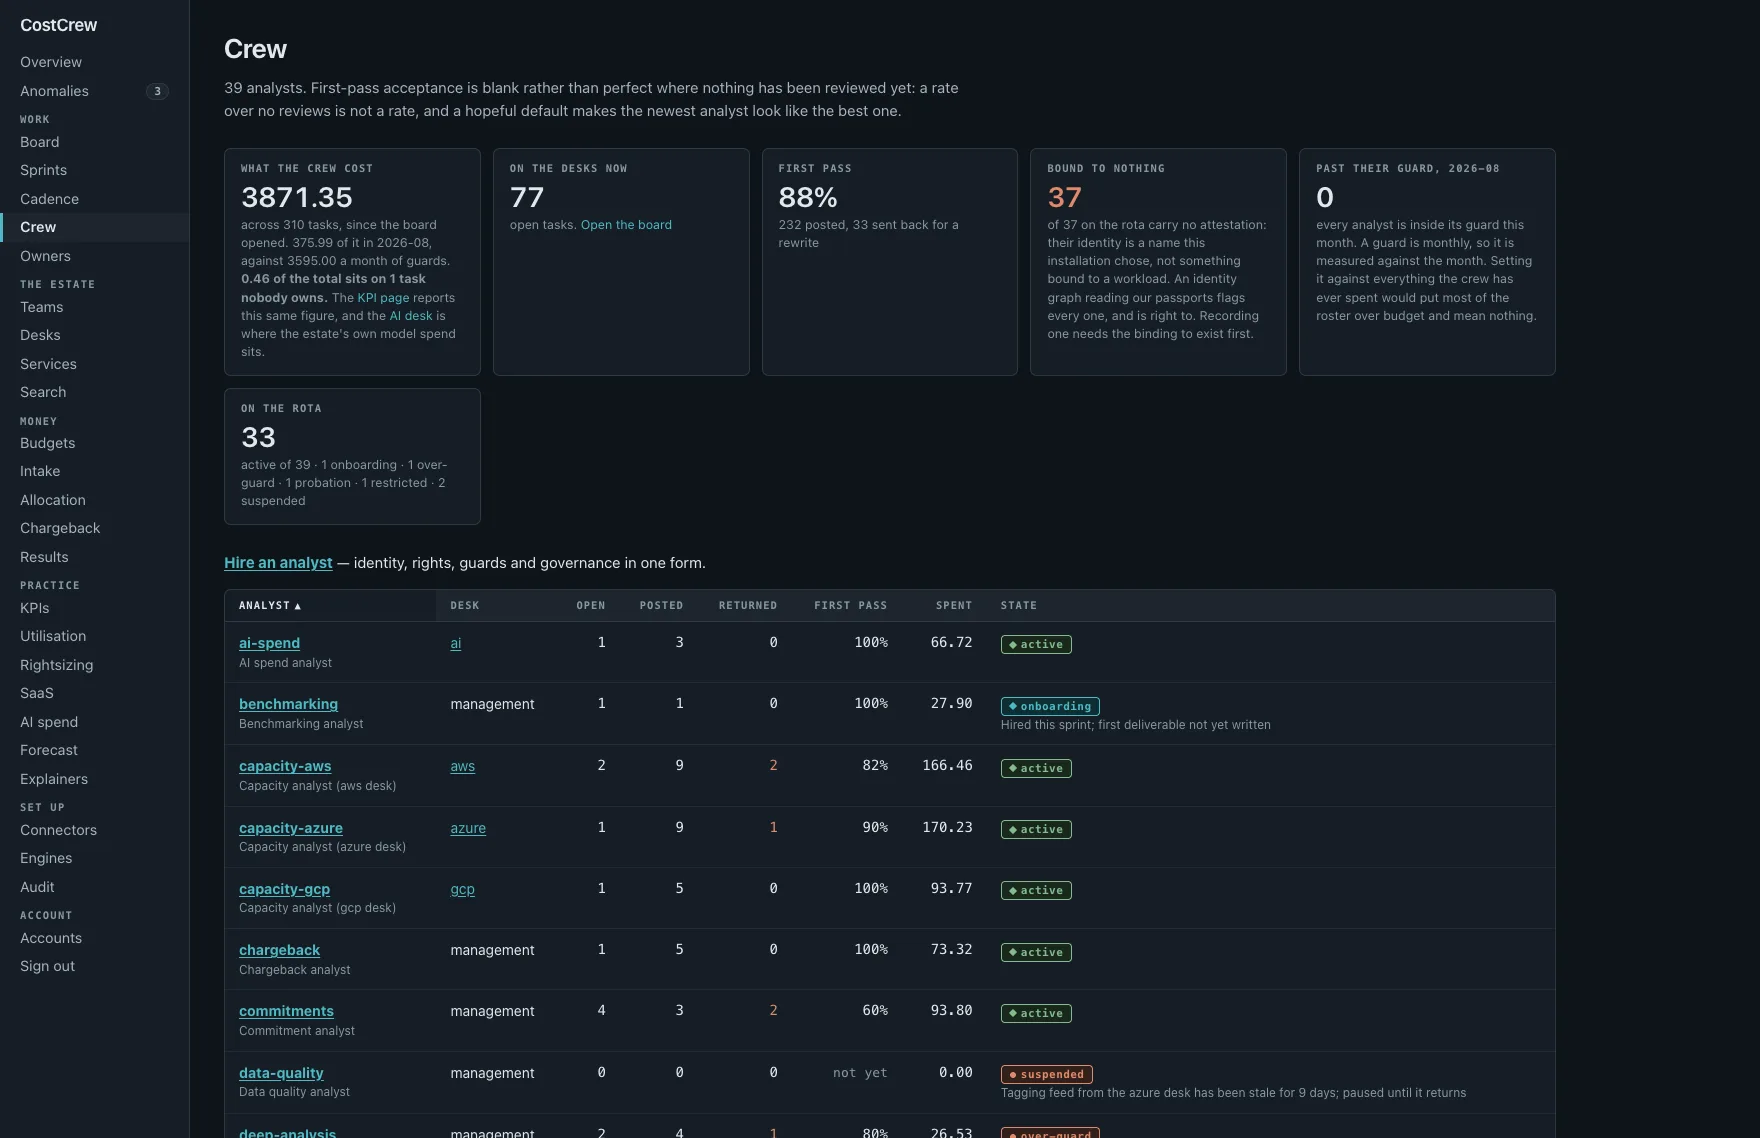 CostCrew
Overview
Anomalies 3
WORK
Board
Sprints
Cadence
Crew
Owners
THE ESTATE
Teams
Desks
Services
Search
MONEY
Budgets
Intake
Allocation
Chargeback
Results
PRACTICE
KPIs
Utilisation
Rightsizing
SaaS
AI spend
Forecast
Explainers
SET UP
Connectors
Engines
Audit
ACCOUNT
Accounts
Sign out
Crew
39 analysts. First-pass acceptance is blank rather than perfect where nothing has been reviewed yet: a rate
over no reviews is not a rate, and a hopeful default makes the newest analyst look like the best one.
WHAT THE CREW COST
3871.35
across 310 tasks, since the board
opened. 375.99 of it in 2026-08,
against 3595.00 a month of guards.
0.46 of the total sits on 1 task
nobody owns. The KPI page reports
this same figure, and the AI desk is
where the estate's own model spend
sits.
ON THE DESKS NOW
77
open tasks. Open the board
FIRST PASS
88%
232 posted, 33 sent back for a
rewrite
BOUND TO NOTHING
37
of 37 on the rota carry no attestation:
their identity is a name this
installation chose, not something
bound to a workload. An identity
graph reading our passports flags
every one, and is right to. Recording
one needs the binding to exist first.
PAST THEIR GUARD, 2026-08
0
every analyst is inside its guard this
month. A guard is monthly, so it is
measured against the month. Setting
it against everything the crew has
ever spent would put most of the
roster over budget and mean nothing.
ON THE ROTA
33
active of 39 · 1 onboarding · 1 over-
guard · 1 probation · 1 restricted · 2
suspended
Hire an analyst — identity, rights, guards and governance in one form.
ANALYST ▲ DESK OPEN POSTED RETURNED FIRST PASS SPENT STATE
ai-spend ai 1 3 0 100% 66.72 ◆ active
AI spend analyst
benchmarking management 1 1 0 100% 27.90 ◆ onboarding
Benchmarking analyst Hired this sprint; first deliverable not yet written
capacity-aws aws 2 9 2 82% 166.46 ◆ active
Capacity analyst (aws desk)
capacity-azure azure 1 9 1 90% 170.23 ◆ active
Capacity analyst (azure desk)
capacity-gcp gcp 1 5 0 100% 93.77 ◆ active
Capacity analyst (gcp desk)
chargeback management 1 5 0 100% 73.32 ◆ active
Chargeback analyst
commitments management 4 3 2 60% 93.80 ◆ active
Commitment analyst
data-quality management 0 0 0 not yet 0.00 ● suspended
Data quality analyst Tagging feed from the azure desk has been stale for 9 days; paused until it returns
deep-analysis management 2 4 1 80% 26.53 ● over-guard